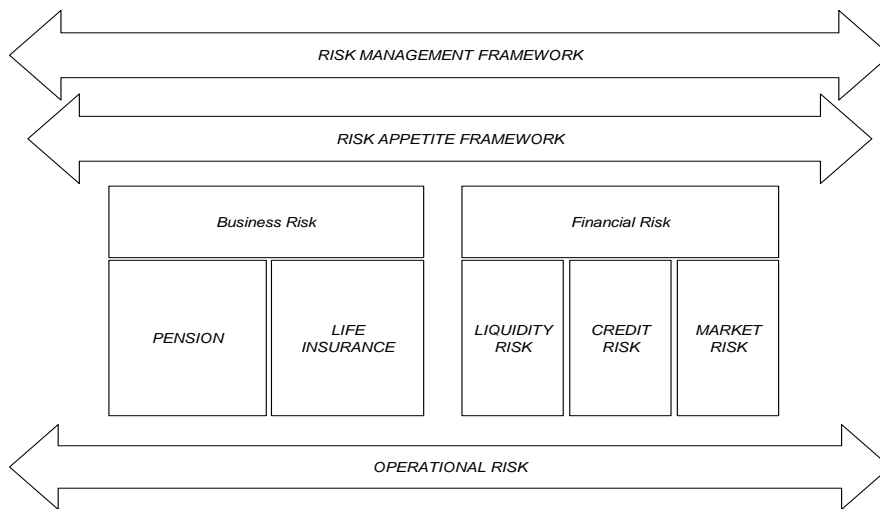 RISK MANAGEMENT FRAMEWORK
RISK APPETITE FRAMEWORK
Business Risk
Financial Risk
PENSION
LIFE
INSURANCE
LIQUIDITY
RISK
CREDIT
RISK
MARKET
RISK
OPERATIONAL RISK